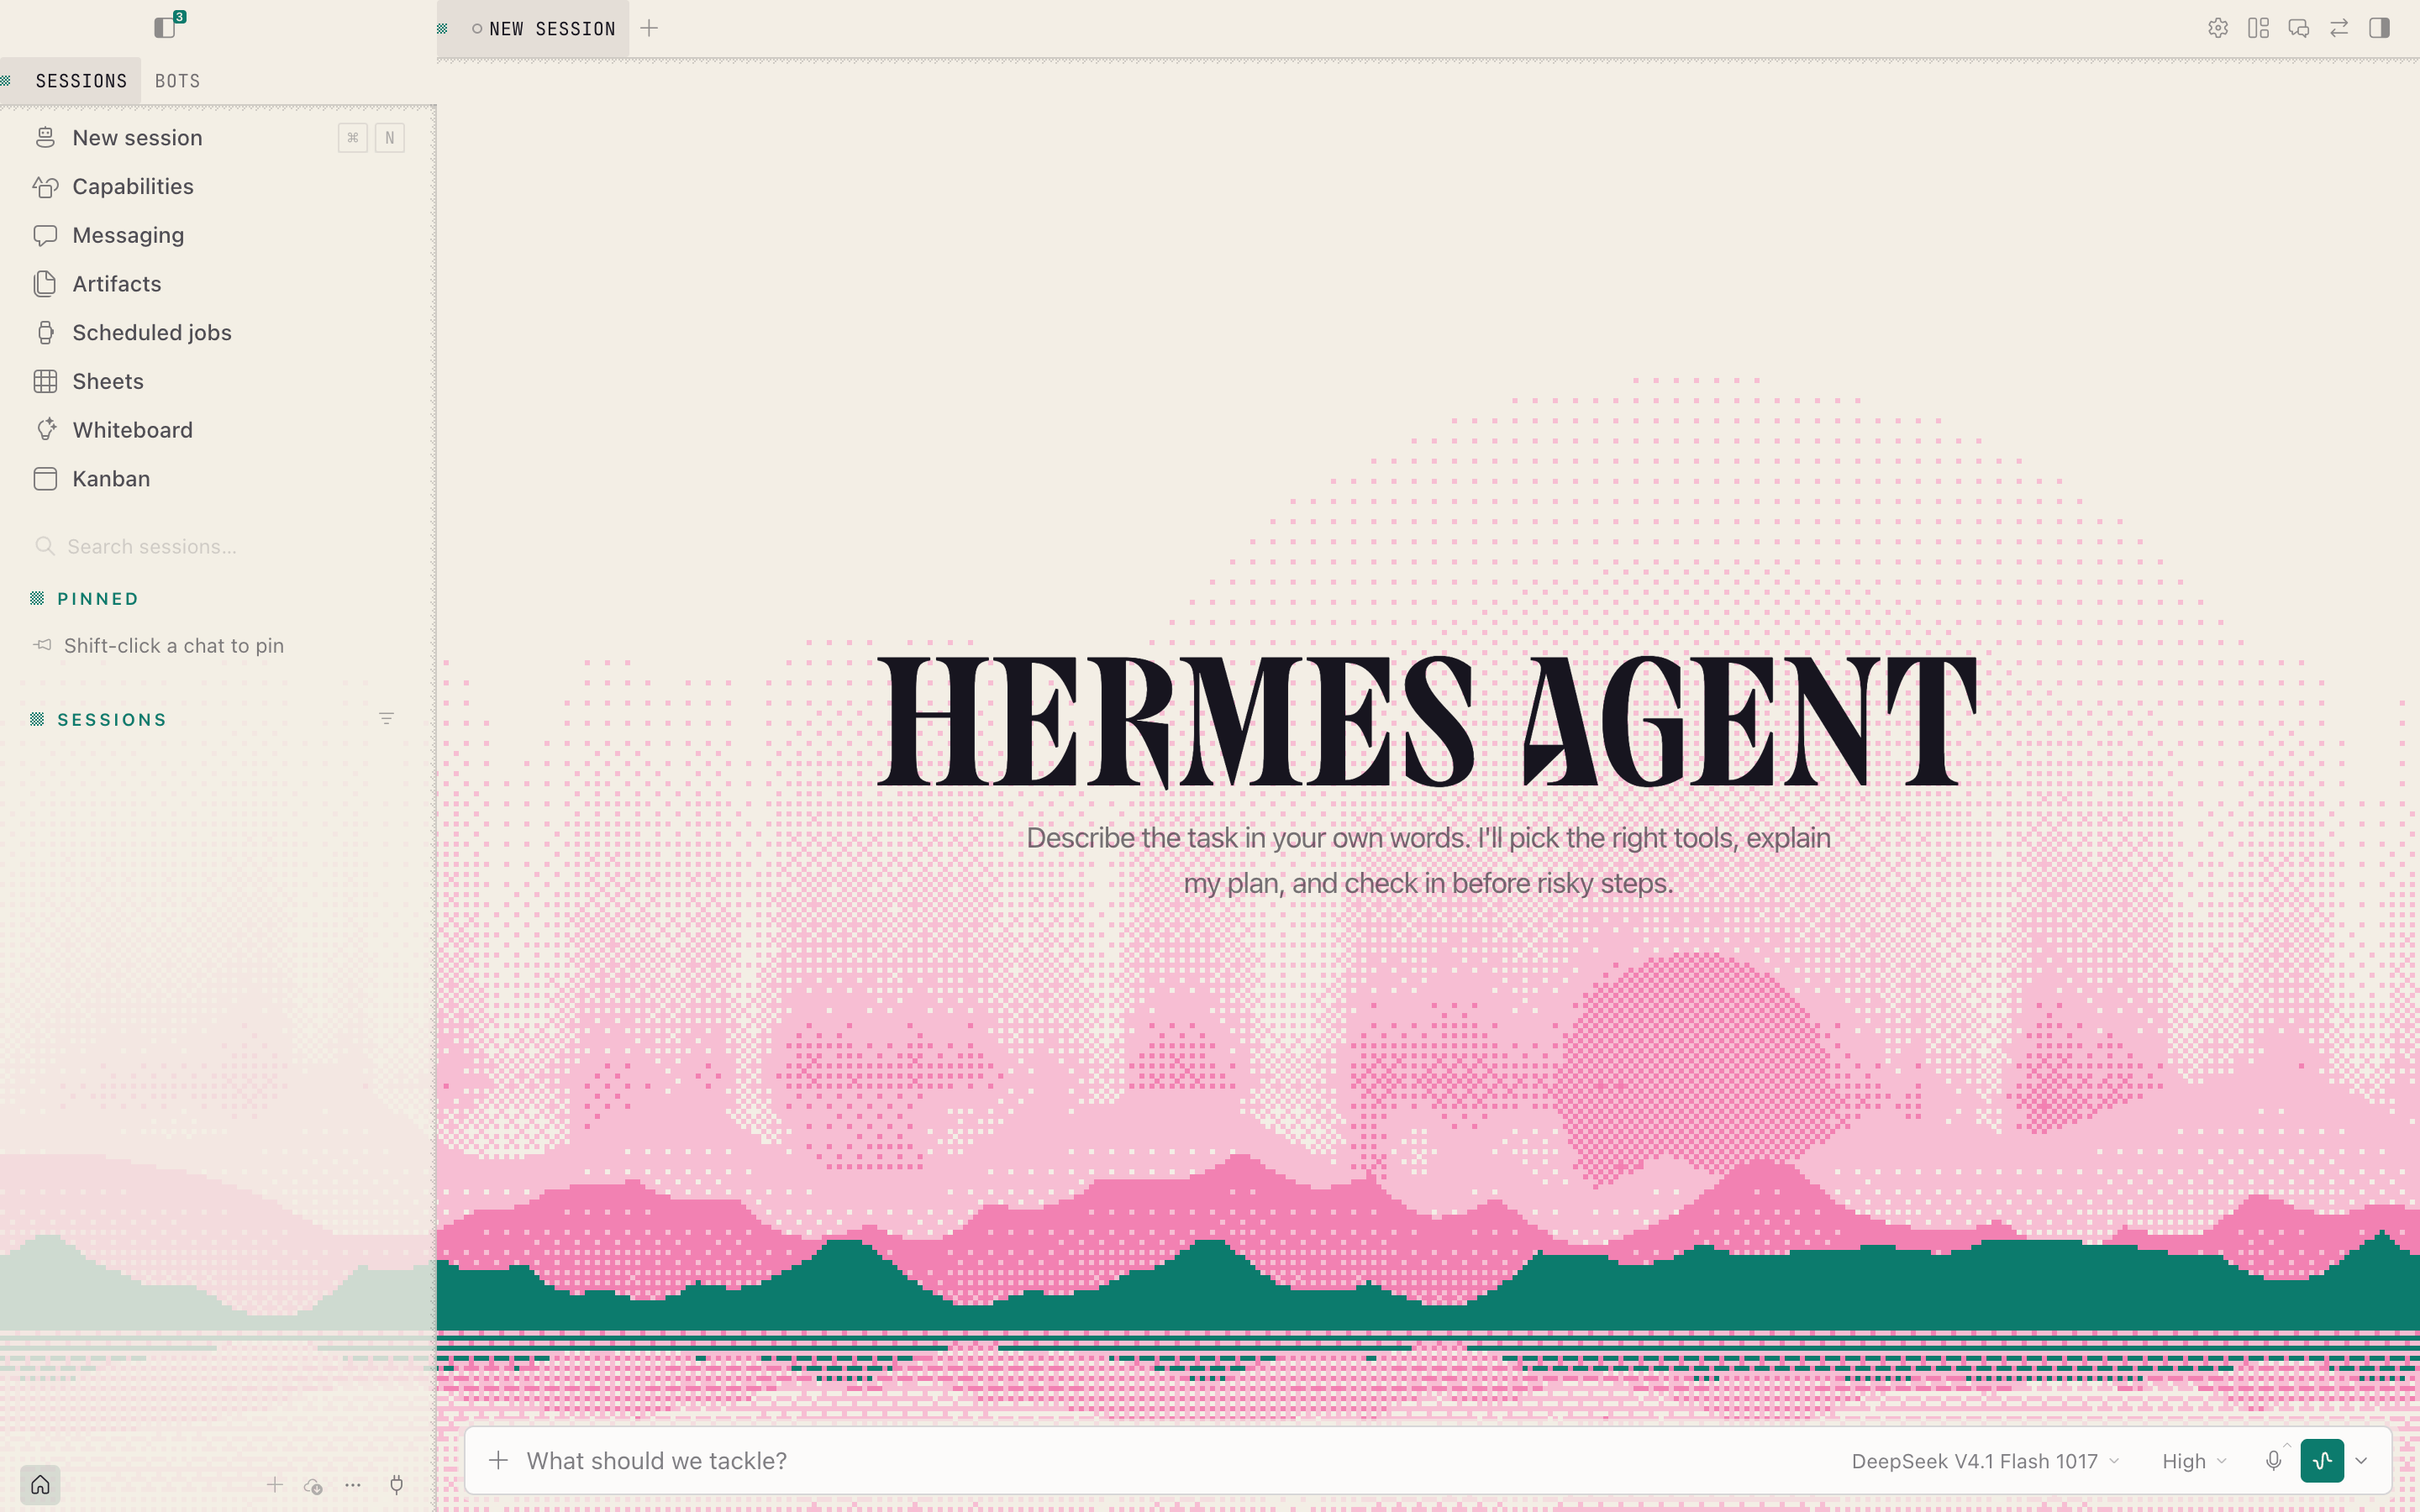 3
NEW SESSION
SESSIONS
BOTS
New session
⌘ N
Capabilities
Messaging
Artifacts
Scheduled jobs
Sheets
Whiteboard
Kanban
Search sessions...
PINNED
Shift-click a chat to pin
SESSIONS
HERMES AGENT
Describe the task in your own words. I'll pick the right tools, explain
my plan, and check in before risky steps.
What should we tackle?
DeepSeek V4.1 Flash 1017
High